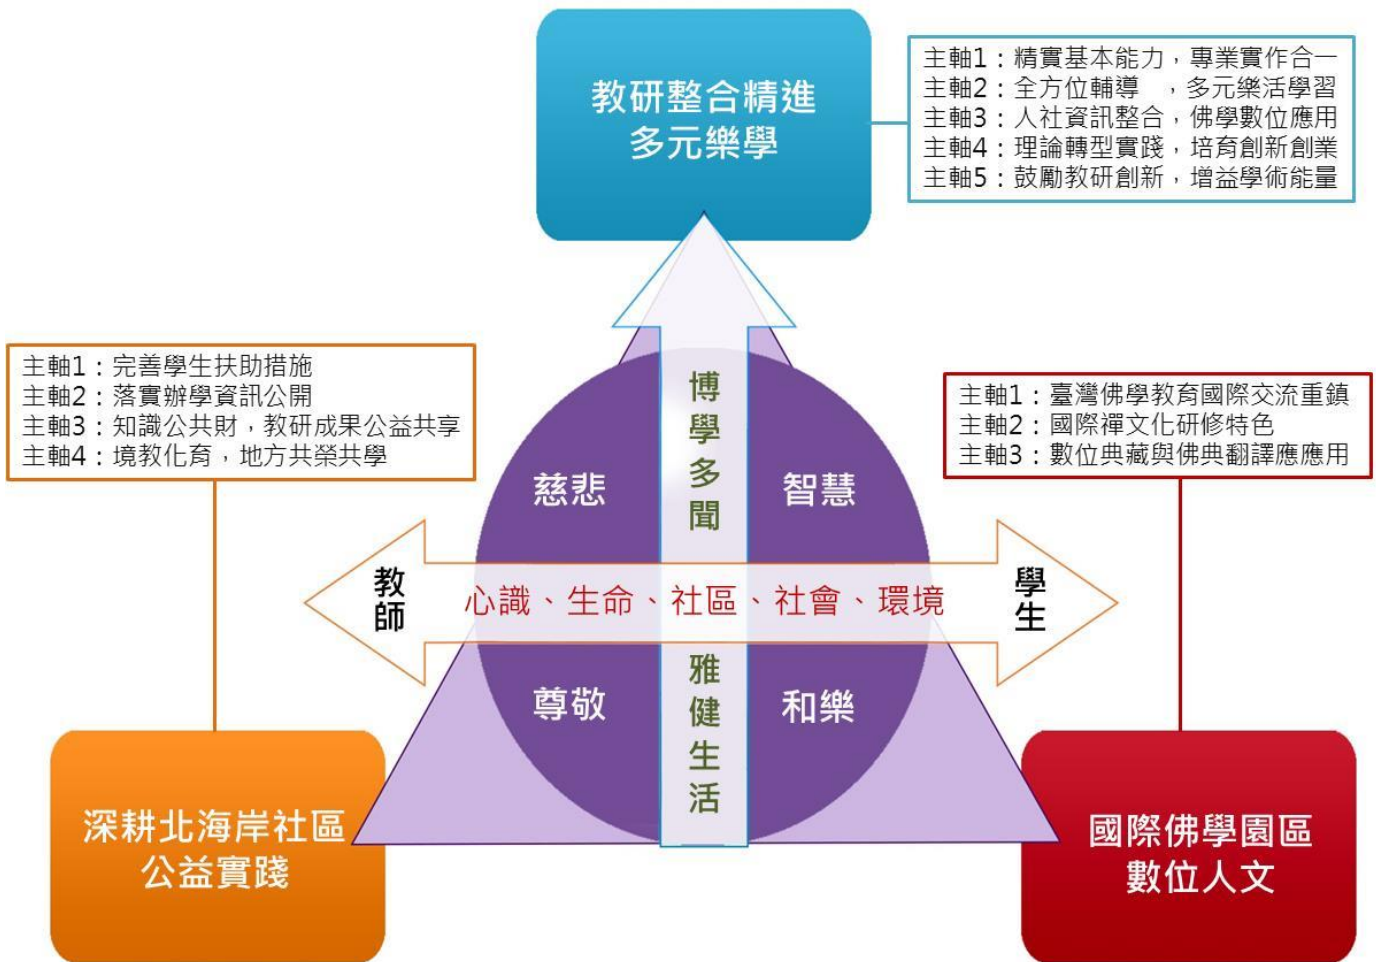 教研整合精進
多元樂學
主軸1：精實基本能力，專業實作合一
主軸2：全方位輔導　，多元樂活學習
主軸3：人社資訊整合，佛學數位應用
主軸4：理論轉型實踐，培育創新創業
主軸5：鼓勵教研創新，增益學術能量
主軸1：完善學生扶助措施
主軸2：落實辦學資訊公開
主軸3：知識公共財，教研成果公益共享
主軸4：境教化育，地方共榮共學
主軸1：臺灣佛學教育國際交流重鎮
主軸2：國際禪文化研修特色
主軸3：數位典藏與佛典翻譯應應用
博學多聞
慈悲
智慧
教師
心識、生命、社區、社會、環境
學生
尊敬
和樂
雅健生活
深耕北海岸社區
公益實踐
國際佛學園區
數位人文